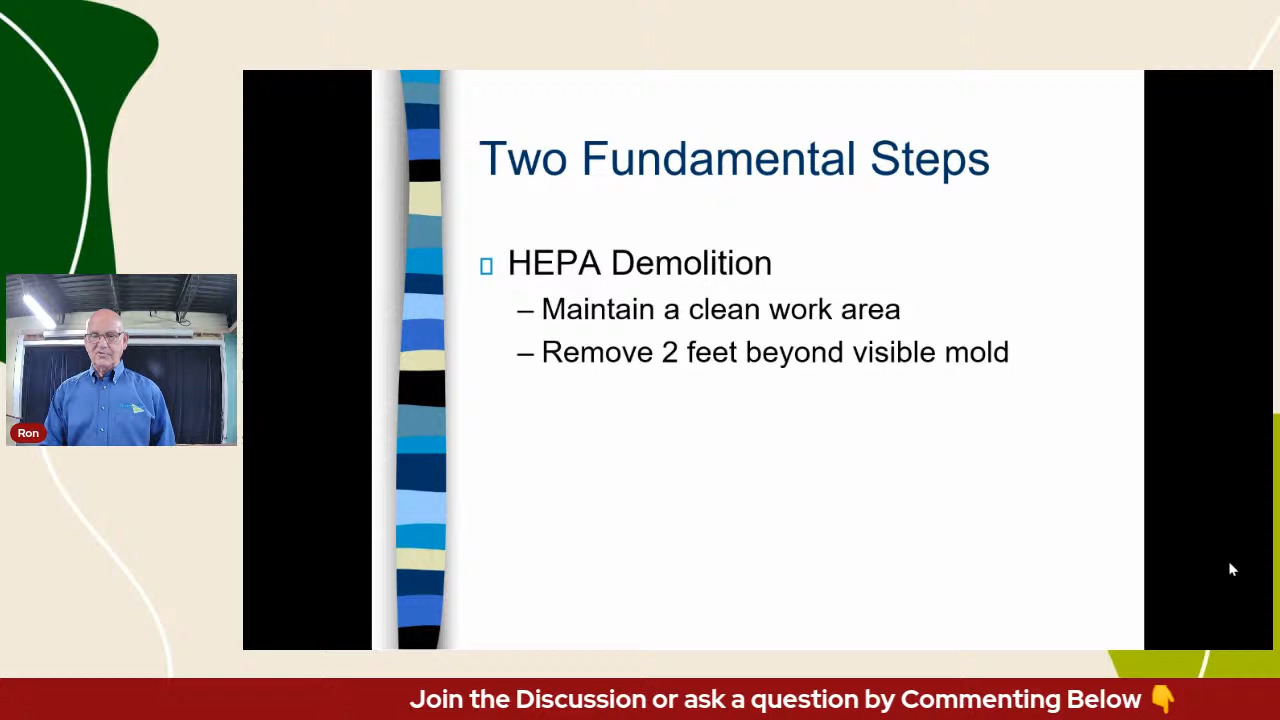 Two Fundamental Steps
HEPA Demolition
– Maintain a clean work area
– Remove 2 feet beyond visible mold
Ron
Join the Discussion or ask a question by Commenting Below 👇